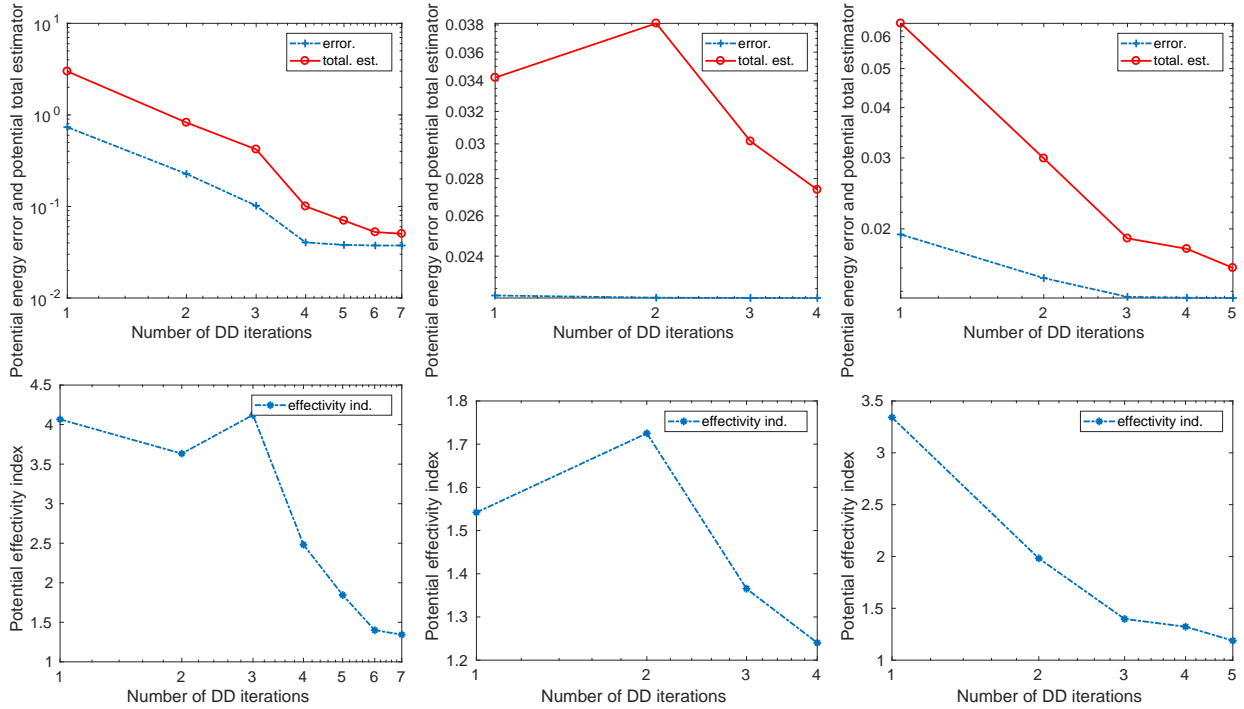 Potential energy error and potential total estimator
10^1
10^0
10^-1
10^-2
error.
total. est.
1 2 3 4 5 6 7
Number of DD iterations
Potential energy error and potential total estimator
0.038
0.034
0.03
0.028
0.026
0.024
error.
total. est.
1 2 3 4
Number of DD iterations
Potential energy error and potential total estimator
0.06
0.05
0.04
0.03
0.02
error.
total. est.
1 2 3 4 5
Number of DD iterations
Potential effectivity index
4.5
4
3.5
3
2.5
2
1.5
1
effectivity ind.
1 2 3 4 5 6 7
Number of DD iterations
Potential effectivity index
1.8
1.7
1.6
1.5
1.4
1.3
1.2
effectivity ind.
1 2 3 4
Number of DD iterations
Potential effectivity index
3.5
3
2.5
2
1.5
1
effectivity ind.
1 2 3 4 5
Number of DD iterations